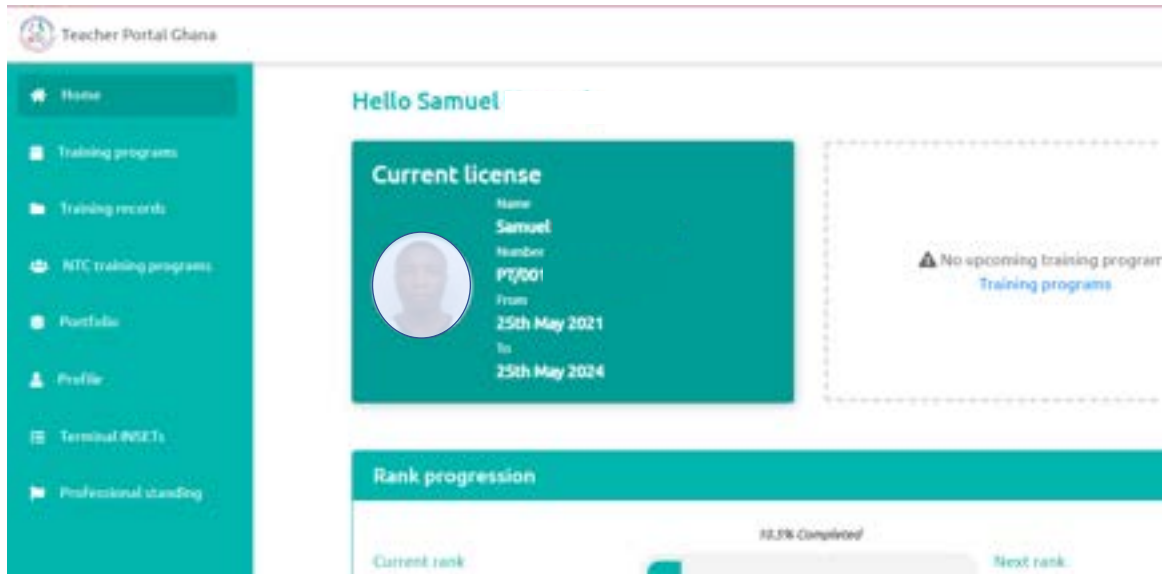 Teacher Portal Ghana
Home
Training programs
Training records
NTC training programs
Portfolio
Profile
Terminal INSETs
Professional standing
Hello Samuel
Current license
Name
Samuel
Number
PT/001
From
25th May 2021
To
25th May 2024
No upcoming training program
Training programs
Rank progression
10.5% Completed
Current rank
Next rank